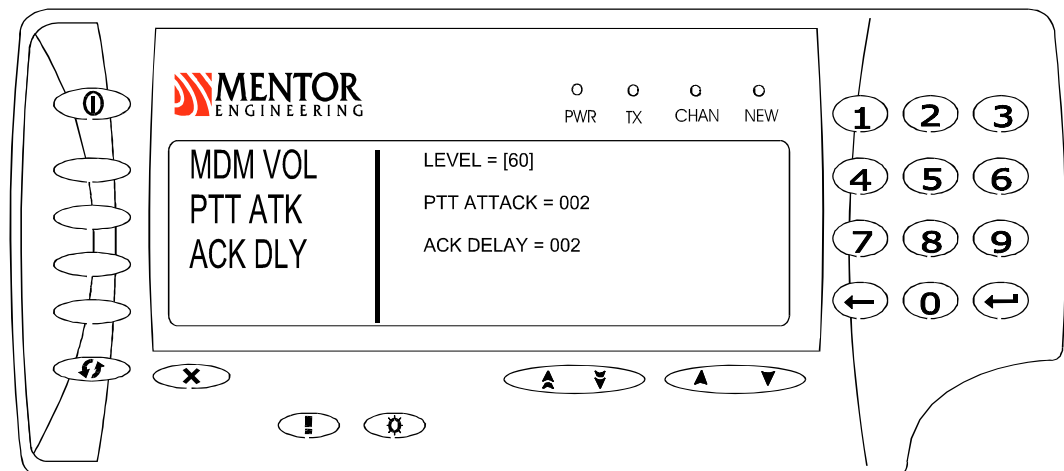 MENTOR
ENGINEERING
PWR TX CHAN NEW
MDM VOL
LEVEL = [60]
PTT ATK
PTT ATTACK = 002
ACK DLY
ACK DELAY = 002
1 2 3
4 5 6
7 8 9
0
!